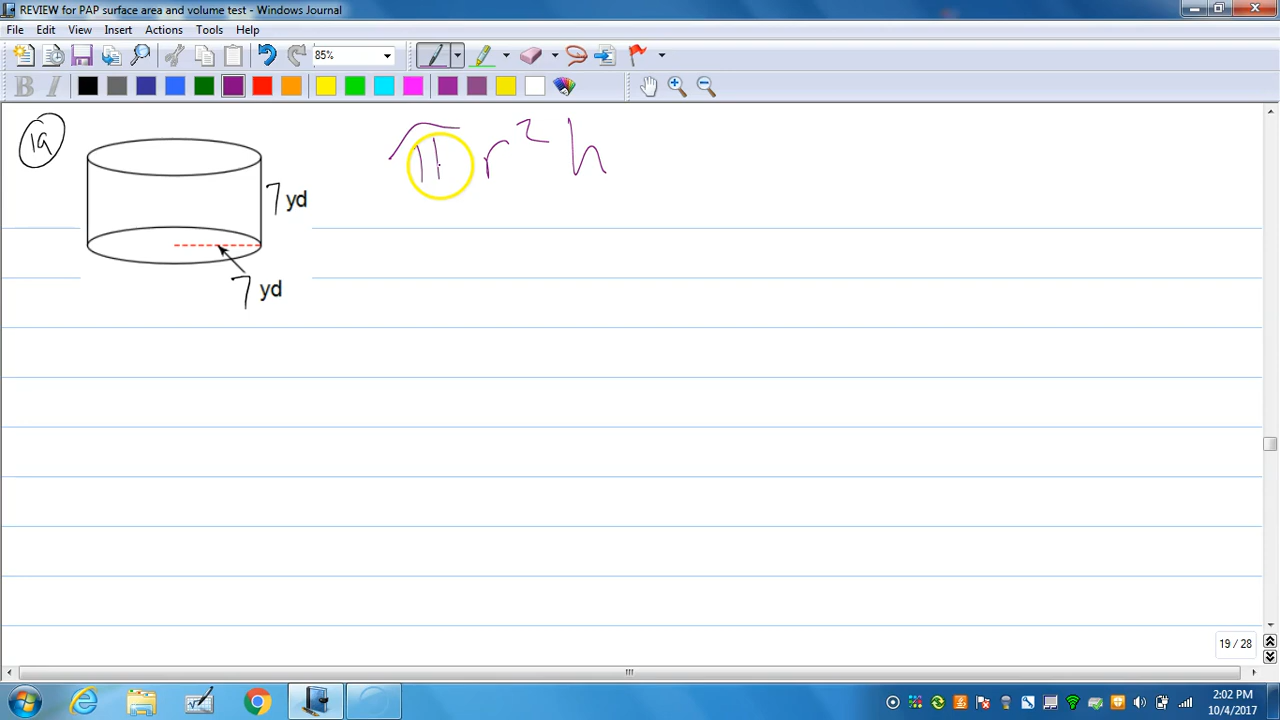 REVIEW for PAP surface area and volume test - Windows Journal
File Edit View Insert Actions Tools Help
85%
B I
19
π r² h
7 yd
7 yd
19 / 28
2:02 PM
10/4/2017